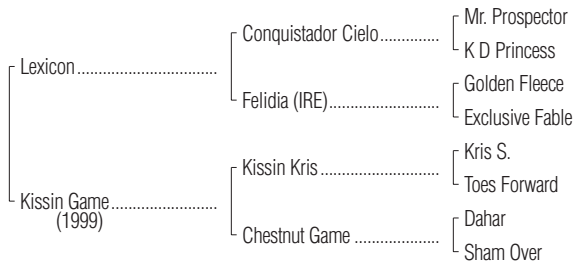 Mr. Prospector
Conquistador Cielo..............
K D Princess
Lexicon.................................
Golden Fleece
Felidia (IRE)..........................
Exclusive Fable
Kris S.
Kissin Kris ............................
Toes Forward
Kissin Game.........................
(1999)
Dahar
Chestnut Game ....................
Sham Over